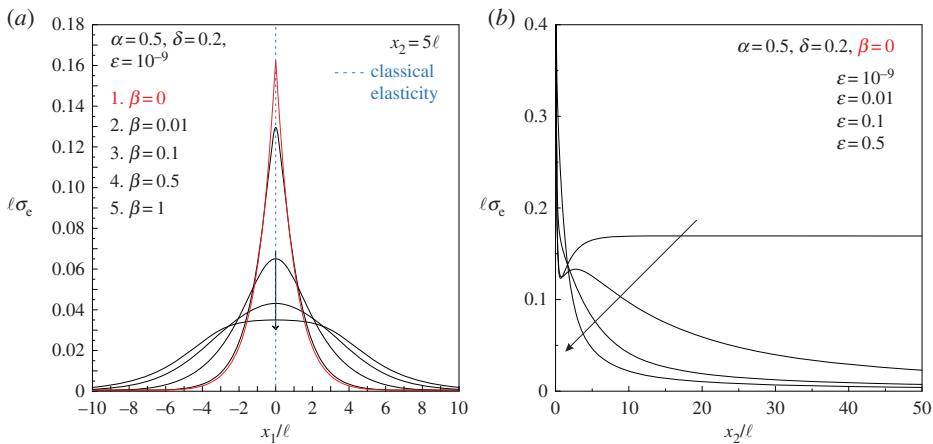 (a)
0.18
0.16
0.14
0.12
0.10
ℓσe
0.08
0.06
0.04
0.02
0
α = 0.5, δ = 0.2,
ε = 10⁻⁹
1. β = 0
2. β = 0.01
3. β = 0.1
4. β = 0.5
5. β = 1
x₂ = 5ℓ
classical
elasticity
−10 −8 −6 −4 −2 0 2 4 6 8 10
x₁/ℓ
(b)
0.4
0.3
ℓσe
0.2
0.1
0
α = 0.5, δ = 0.2, β = 0
ε = 10⁻⁹
ε = 0.01
ε = 0.1
ε = 0.5
0 10 20 30 40 50
x₂/ℓ